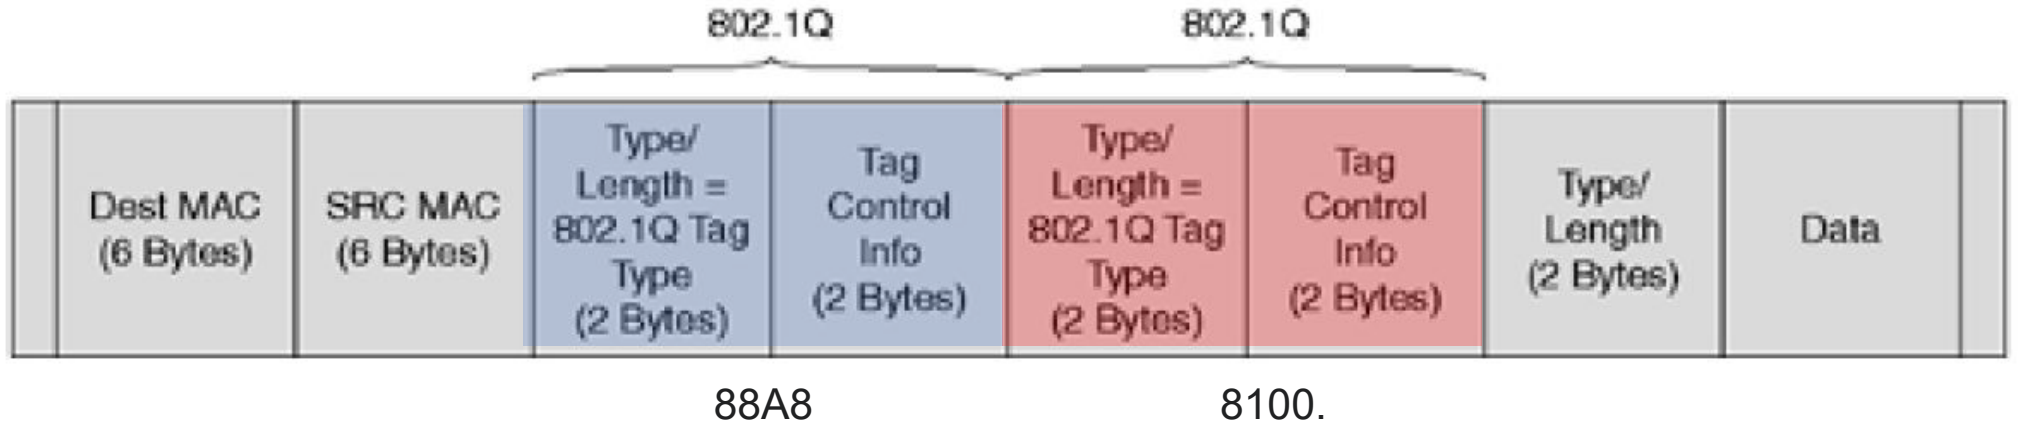 802.1Q
802.1Q
Dest MAC
(6 Bytes)
SRC MAC
(6 Bytes)
Type/
Length =
802.1Q Tag
Type
(2 Bytes)
Tag
Control
Info
(2 Bytes)
Type/
Length =
802.1Q Tag
Type
(2 Bytes)
Tag
Control
Info
(2 Bytes)
Type/
Length
(2 Bytes)
Data
88A8
8100.